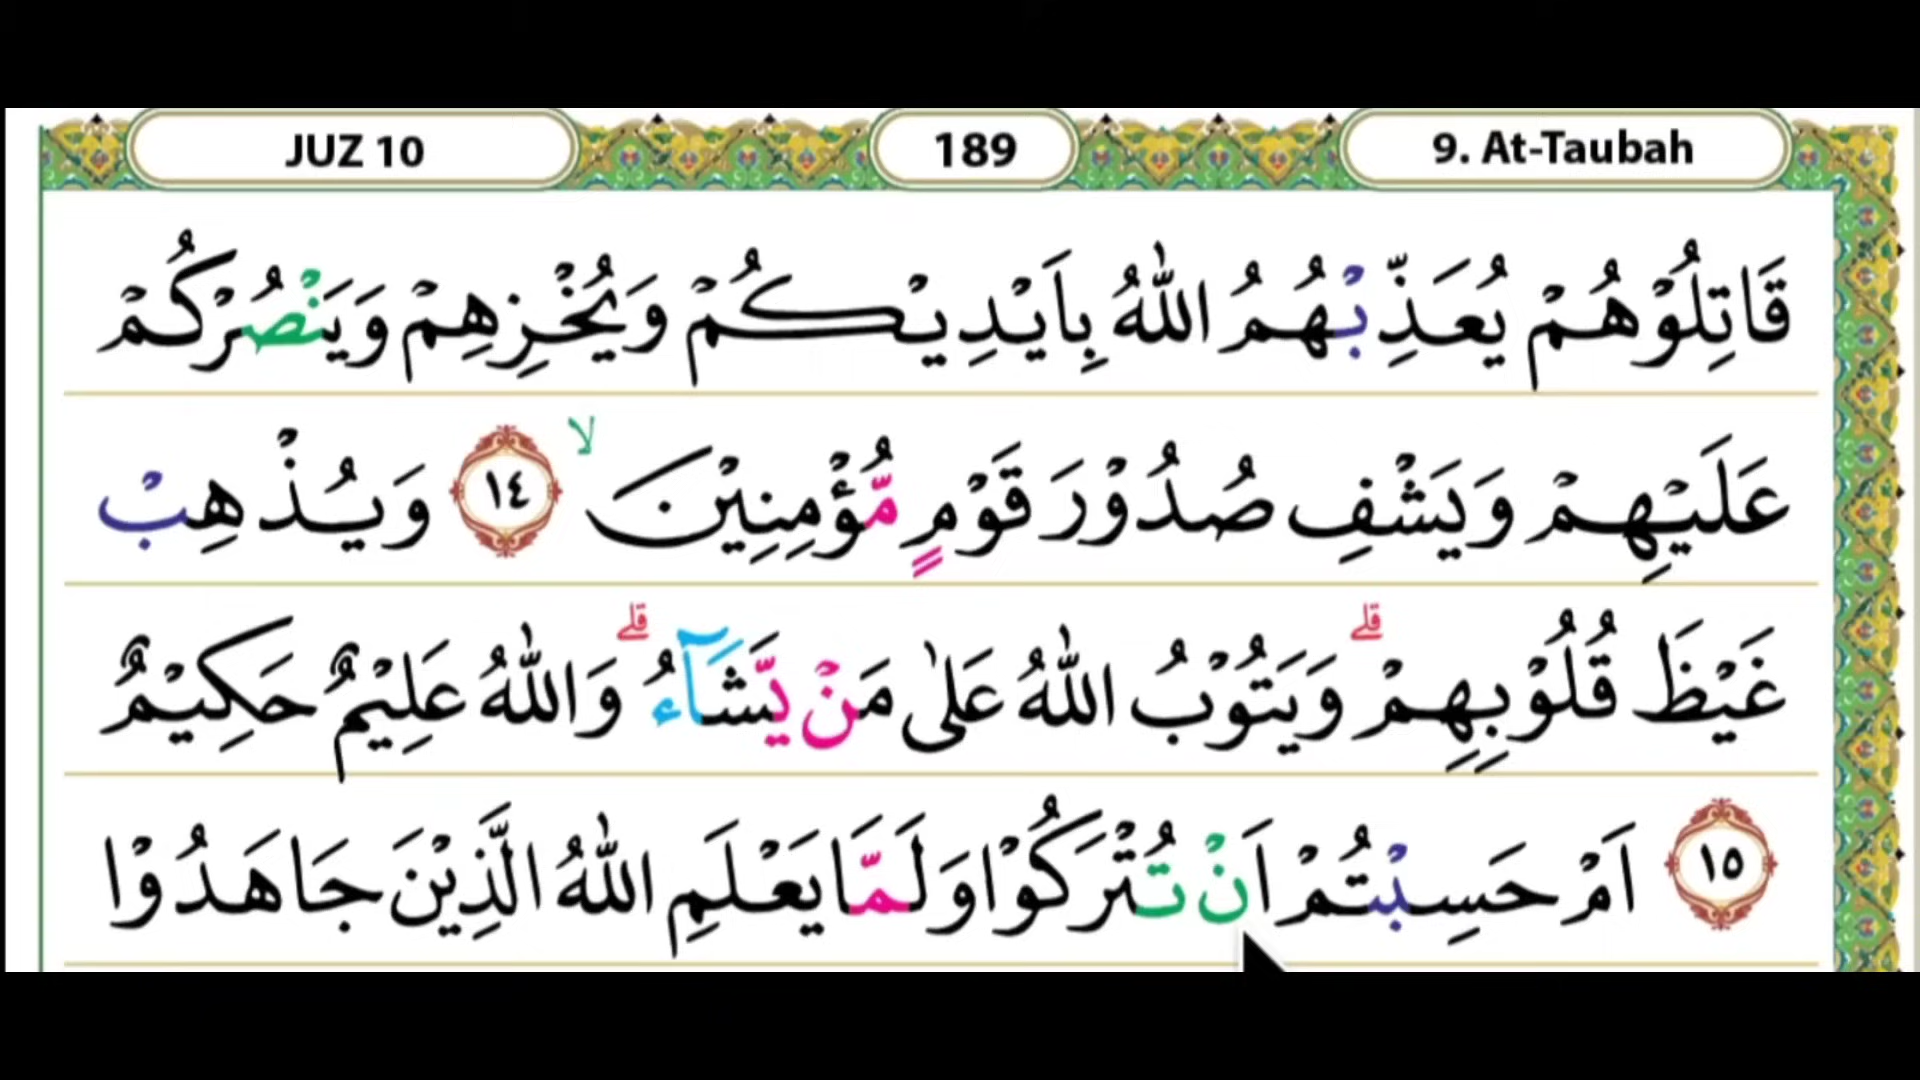 JUZ 10 189 9. At-Taubah
قَاتِلُوْهُمْ يُعَذِّبْهُمُ اللّٰهُ بِاَيْدِيْكُمْ وَيُخْزِهِمْ وَيَنْصُرْكُمْ
عَلَيْهِمْ وَيَشْفِ صُدُوْرَ قَوْمٍ مُّؤْمِنِيْنَ ۙ ١٤ وَيُذْهِبْ
غَيْظَ قُلُوْبِهِمْ ۗ وَيَتُوْبُ اللّٰهُ عَلٰى مَنْ يَّشَاۤءُ ۗ وَاللّٰهُ عَلِيْمٌ حَكِيْمٌ
١٥ اَمْ حَسِبْتُمْ اَنْ تُتْرَكُوْا وَلَمَّا يَعْلَمِ اللّٰهُ الَّذِيْنَ جَاهَدُوْا